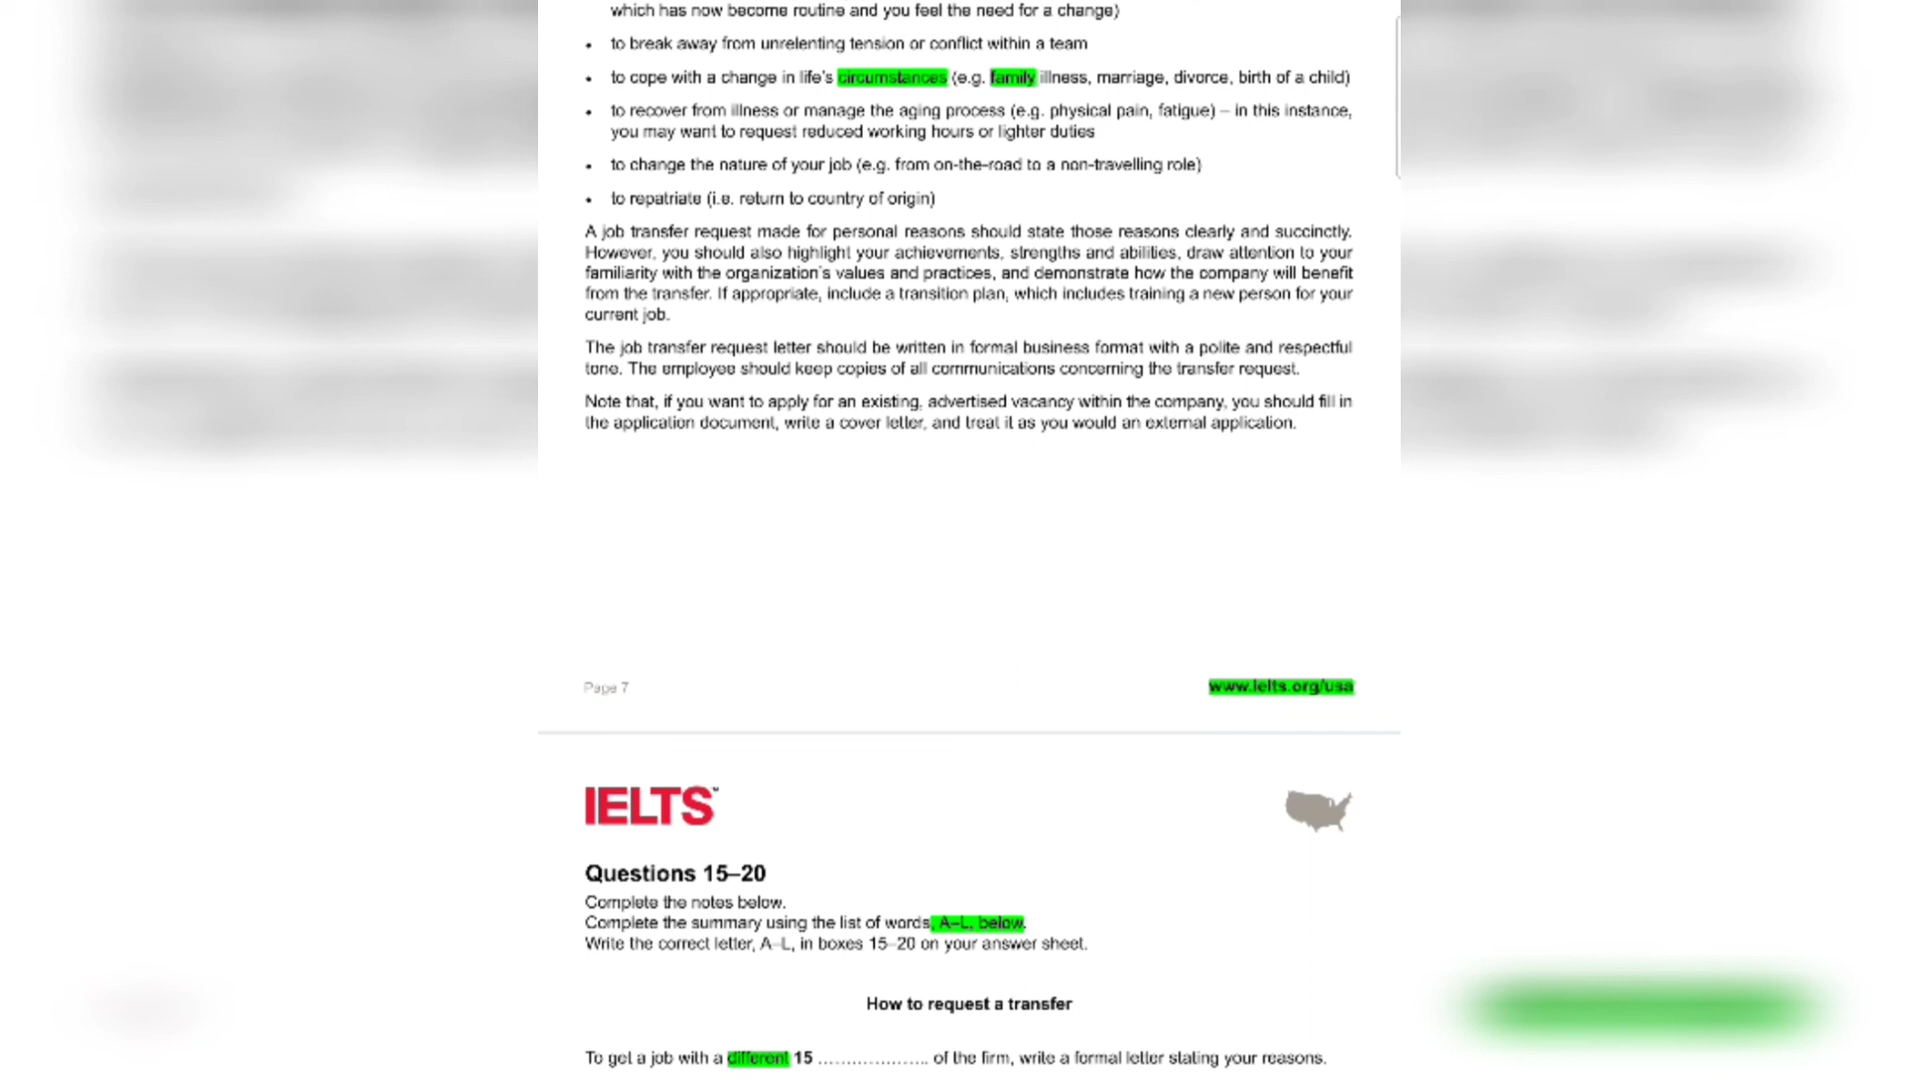 which has now become routine and you feel the need for a change)
• to break away from unrelenting tension or conflict within a team
• to cope with a change in life's circumstances (e.g. family illness, marriage, divorce, birth of a child)
• to recover from illness or manage the aging process (e.g. physical pain, fatigue) – in this instance,
you may want to request reduced working hours or lighter duties
• to change the nature of your job (e.g. from on-the-road to a non-travelling role)
• to repatriate (i.e. return to country of origin)
A job transfer request made for personal reasons should state those reasons clearly and succinctly.
However, you should also highlight your achievements, strengths and abilities, draw attention to your
familiarity with the organization's values and practices, and demonstrate how the company will benefit
from the transfer. If appropriate, include a transition plan, which includes training a new person for your
current job.
The job transfer request letter should be written in formal business format with a polite and respectful
tone. The employee should keep copies of all communications concerning the transfer request.
Note that, if you want to apply for an existing, advertised vacancy within the company, you should fill in
the application document, write a cover letter, and treat it as you would an external application.
Page 7
www.ielts.org/usa
IELTS™
Questions 15–20
Complete the notes below.
Complete the summary using the list of words, A–L, below.
Write the correct letter, A–L, in boxes 15–20 on your answer sheet.
How to request a transfer
To get a job with a different 15 .................... of the firm, write a formal letter stating your reasons.